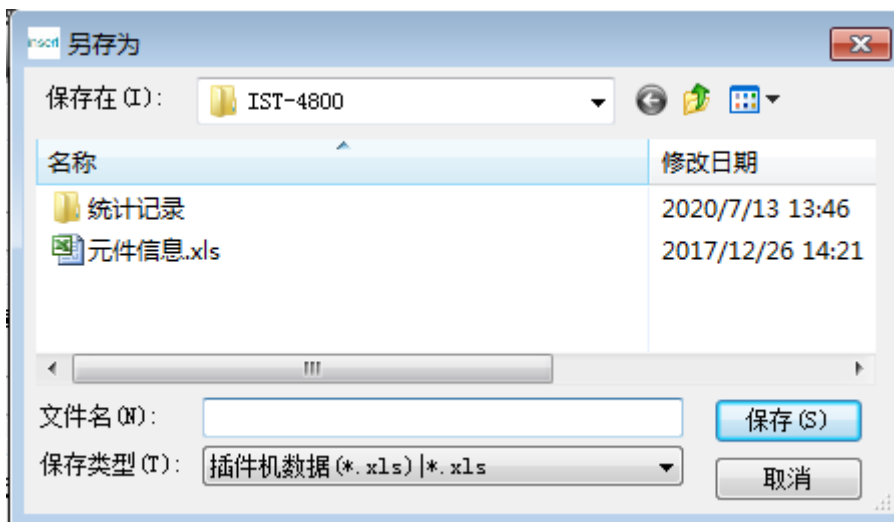 insert 另存为
保存在(I): IST-4800
名称 修改日期
统计记录 2020/7/13 13:46
元件信息.xls 2017/12/26 14:21
文件名(N): 保存(S)
保存类型(T): 插件机数据(*.xls)|*.xls 取消